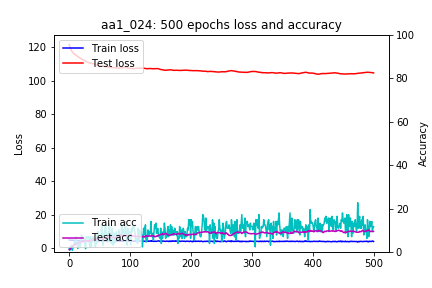 aa1_024: 500 epochs loss and accuracy
Train loss
Test loss
Train acc
Test acc
Loss
Accuracy
120
100
80
60
40
20
0
100
80
60
40
20
0
0
100
200
300
400
500